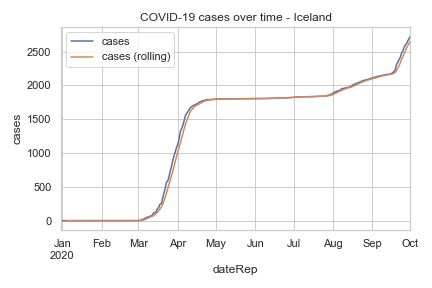 COVID-19 cases over time - Iceland
cases
cases (rolling)
2500
2000
1500
1000
500
0
cases
Jan Feb Mar Apr May Jun Jul Aug Sep Oct
2020
dateRep